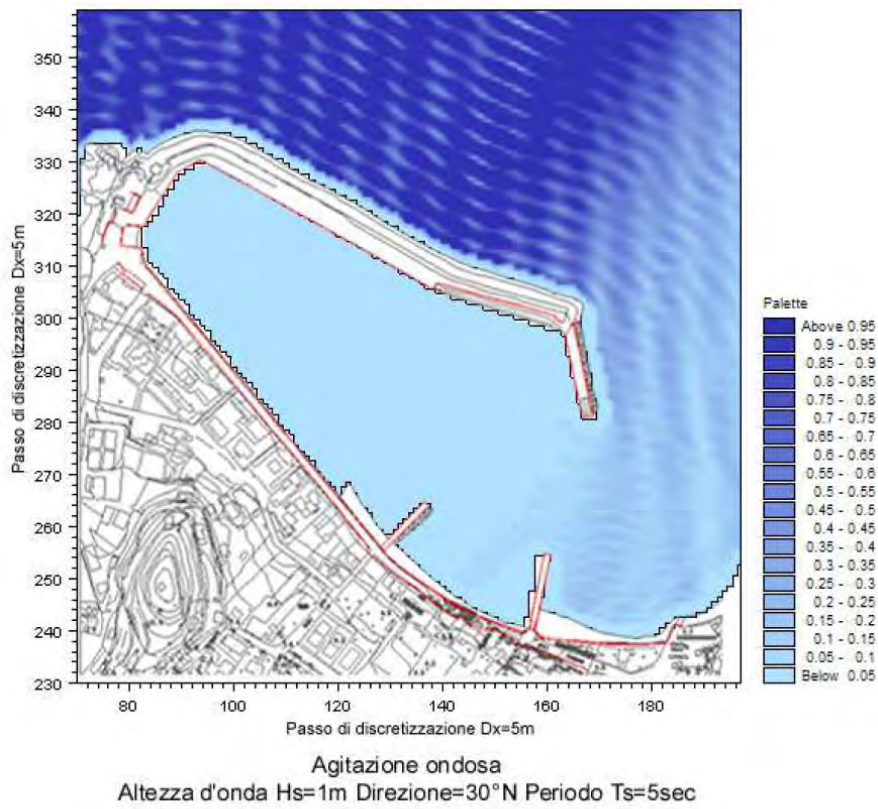 350
340
330
320
310
300
290
280
270
260
250
240
230
Passo di discretizzazione Dx=5m
80 100 120 140 160 180
Passo di discretizzazione Dx=5m
Palette
Above 0.95
0.9 - 0.95
0.85 - 0.9
0.8 - 0.85
0.75 - 0.8
0.7 - 0.75
0.65 - 0.7
0.6 - 0.65
0.55 - 0.6
0.5 - 0.55
0.45 - 0.5
0.4 - 0.45
0.35 - 0.4
0.3 - 0.35
0.25 - 0.3
0.2 - 0.25
0.15 - 0.2
0.1 - 0.15
0.05 - 0.1
Below 0.05
Agitazione ondosa
Altezza d'onda Hs=1m Direzione=30°N Periodo Ts=5sec